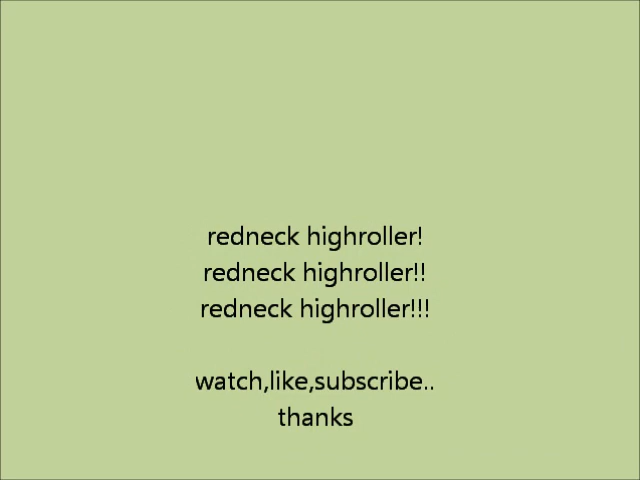 redneck highroller!
redneck highroller!!
redneck highroller!!!
watch,like,subscribe..
thanks